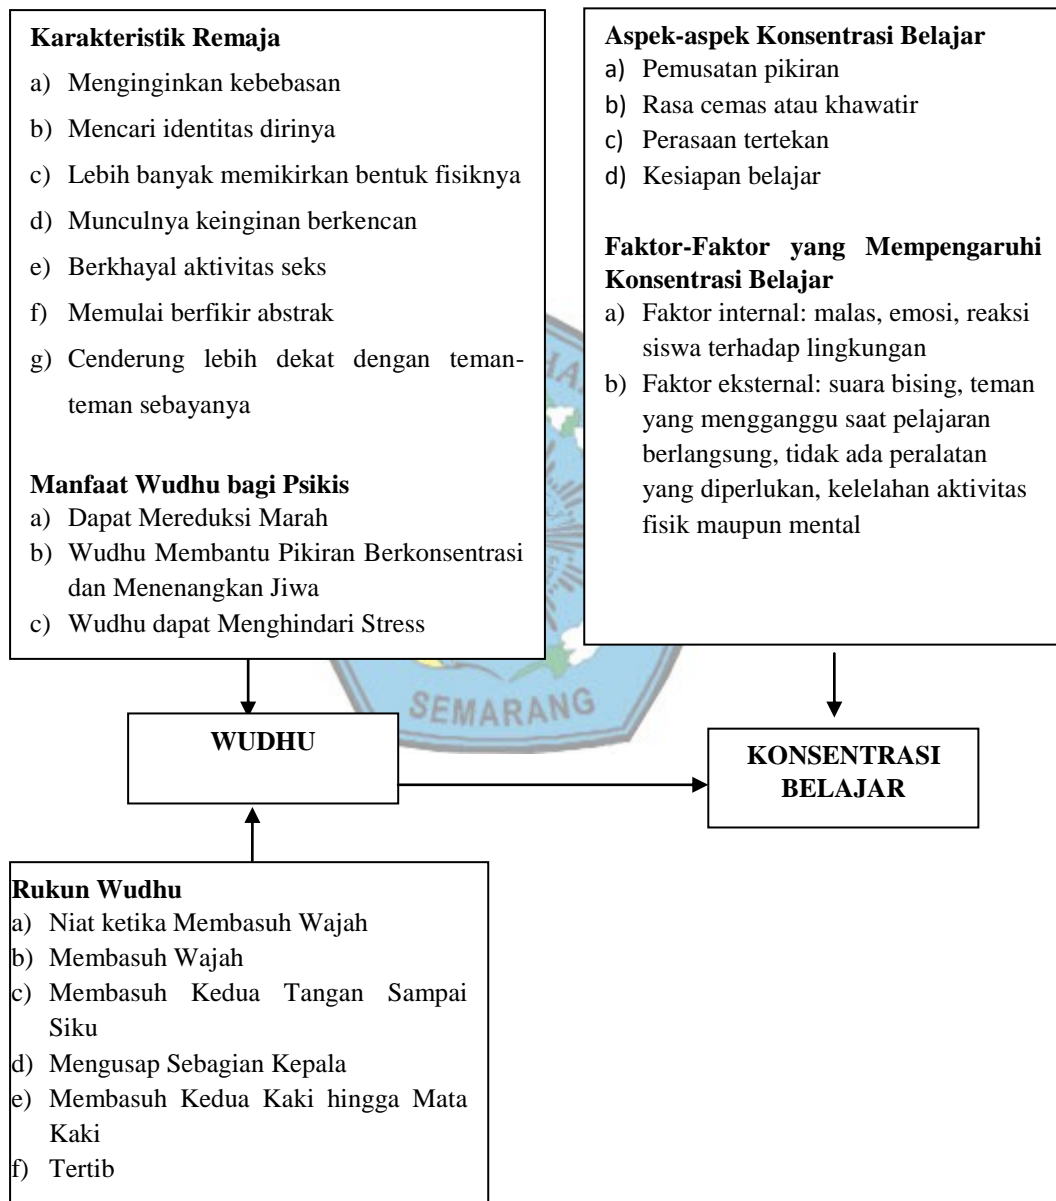 Karakteristik Remaja
a) Menginginkan kebebasan
b) Mencari identitas dirinya
c) Lebih banyak memikirkan bentuk fisiknya
d) Munculnya keinginan berkencan
e) Berkhayal aktivitas seks
f) Memulai berfikir abstrak
g) Cenderung lebih dekat dengan teman-
teman sebayanya
Manfaat Wudhu bagi Psikis
a) Dapat Mereduksi Marah
b) Wudhu Membantu Pikiran Berkonsentrasi
dan Menenangkan Jiwa
c) Wudhu dapat Menghindari Stress
Aspek-aspek Konsentrasi Belajar
a) Pemusatan pikiran
b) Rasa cemas atau khawatir
c) Perasaan tertekan
d) Kesiapan belajar
Faktor-Faktor yang Mempengaruhi
Konsentrasi Belajar
a) Faktor internal: malas, emosi, reaksi
siswa terhadap lingkungan
b) Faktor eksternal: suara bising, teman
yang mengganggu saat pelajaran
berlangsung, tidak ada peralatan
yang diperlukan, kelelahan aktivitas
fisik maupun mental
SEMARANG
WUDHU
KONSENTRASI
BELAJAR
Rukun Wudhu
a) Niat ketika Membasuh Wajah
b) Membasuh Wajah
c) Membasuh Kedua Tangan Sampai
Siku
d) Mengusap Sebagian Kepala
e) Membasuh Kedua Kaki hingga Mata
Kaki
f) Tertib